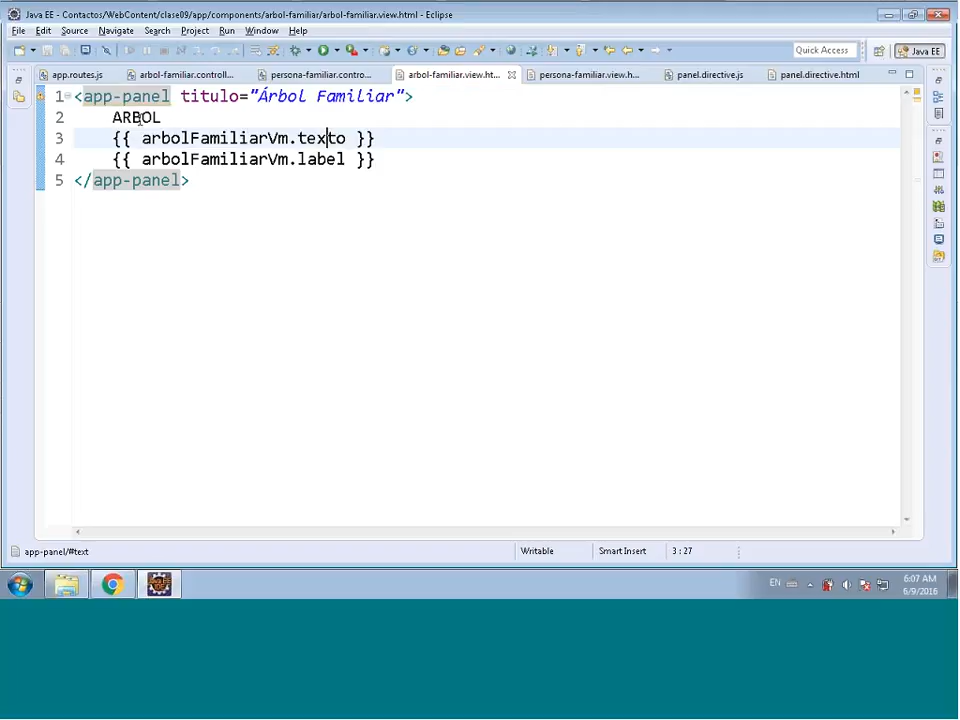 Java EE - Contactos/WebContent/clase09/app/components/arbol-familiar/arbol-familiar.view.html - Eclipse
File Edit Source Navigate Search Project Run Window Help
Quick Access
Java EE
app.routes.js
arbol-familiar.controll...
persona-familiar.contro...
arbol-familiar.view.ht...
persona-familiar.view.h...
panel.directive.js
panel.directive.html
1 <app-panel titulo="Árbol Familiar">
2 ARBOL
3 {{ arbolFamiliarVm.texto }}
4 {{ arbolFamiliarVm.label }}
5 </app-panel>
app-panel/#text
Writable
Smart Insert
3 : 27
EN
6:07 AM
6/9/2016